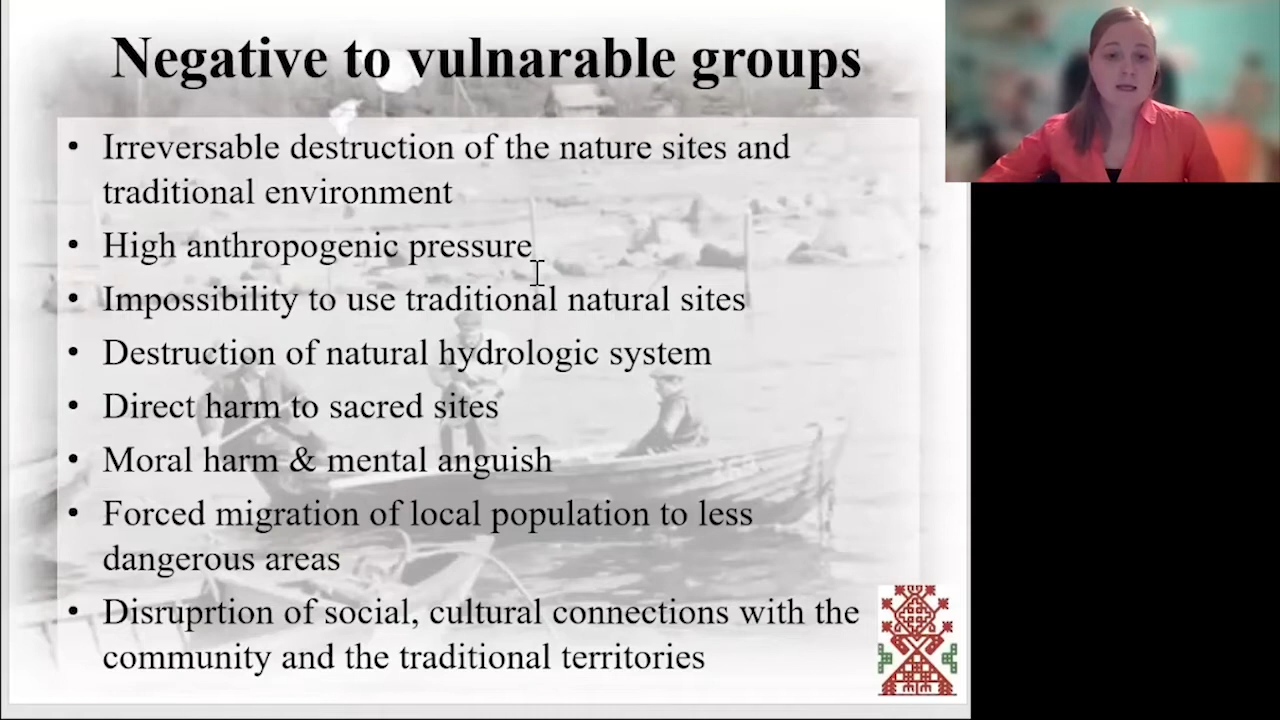 Negative to vulnarable groups
• Irreversable destruction of the nature sites and
traditional environment
• High anthropogenic pressure
• Impossibility to use traditional natural sites
• Destruction of natural hydrologic system
• Direct harm to sacred sites
• Moral harm & mental anguish
• Forced migration of local population to less
dangerous areas
• Disruprtion of social, cultural connections with the
community and the traditional territories